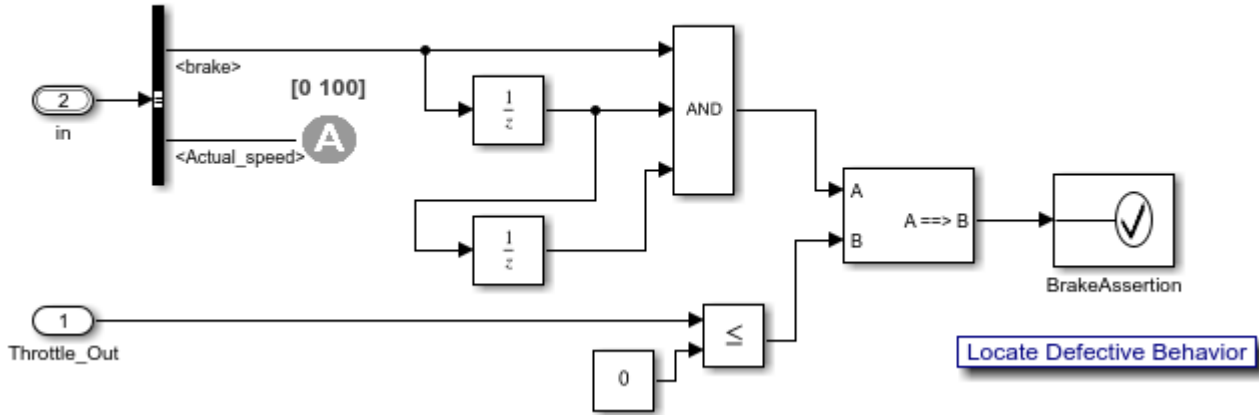 <brake>
[0 100]
1
z
AND
2
in
A
<Actual_speed>
A
A ==> B
B
1
z
BrakeAssertion
1
Throttle_Out
≤
0
Locate Defective Behavior